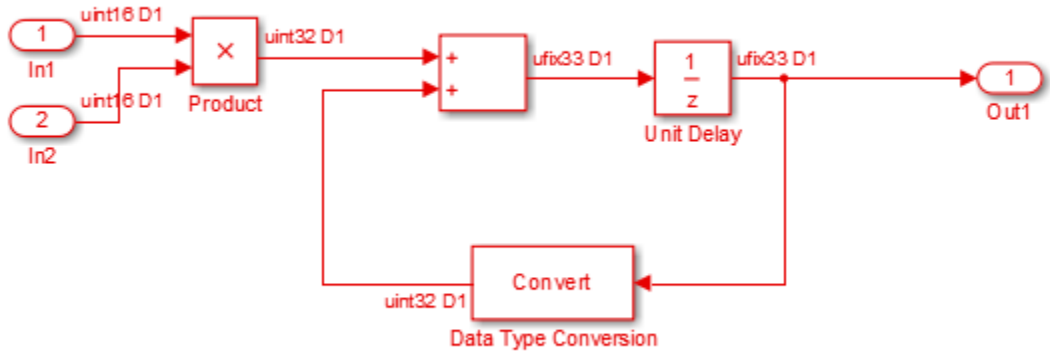 uint16 D1
1
In1
uint16 D1
2
In2
×
Product
uint32 D1
+
+
ufix33 D1
1
z
Unit Delay
ufix33 D1
1
Out1
Convert
uint32 D1
Data Type Conversion